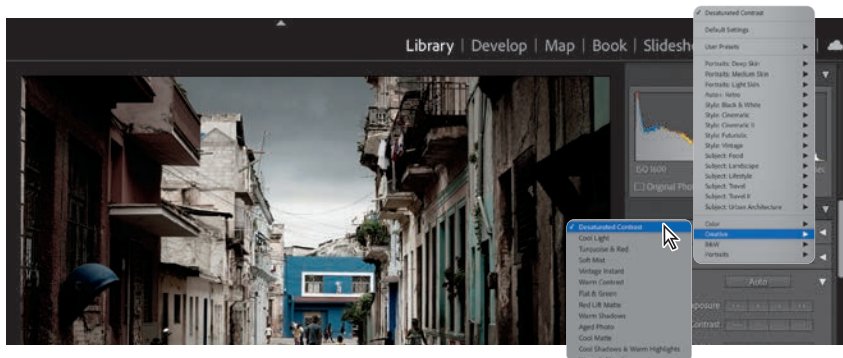 ✓ Desaturated Contrast
Default Settings
User Presets
Portraits: Deep Skin
Portraits: Medium Skin
Portraits: Light Skin
Auto+: Retro
Style: Black & White
Style: Cinematic
Style: Cinematic II
Style: Futuristic
Style: Vintage
Subject: Food
Subject: Landscape
Subject: Lifestyle
Subject: Travel
Subject: Travel II
Subject: Urban Architecture
Color
Creative
B&W
Portraits
Library | Develop | Map | Book | Slidesh
ISO 1600
Original Pho
✓ Desaturated Contrast
Cool Light
Turquoise & Red
Soft Mist
Vintage Instant
Warm Contrast
Flat & Green
Red Lift Matte
Warm Shadows
Aged Photo
Cool Matte
Cool Shadows & Warm Highlights
Auto
xposure
Contrast